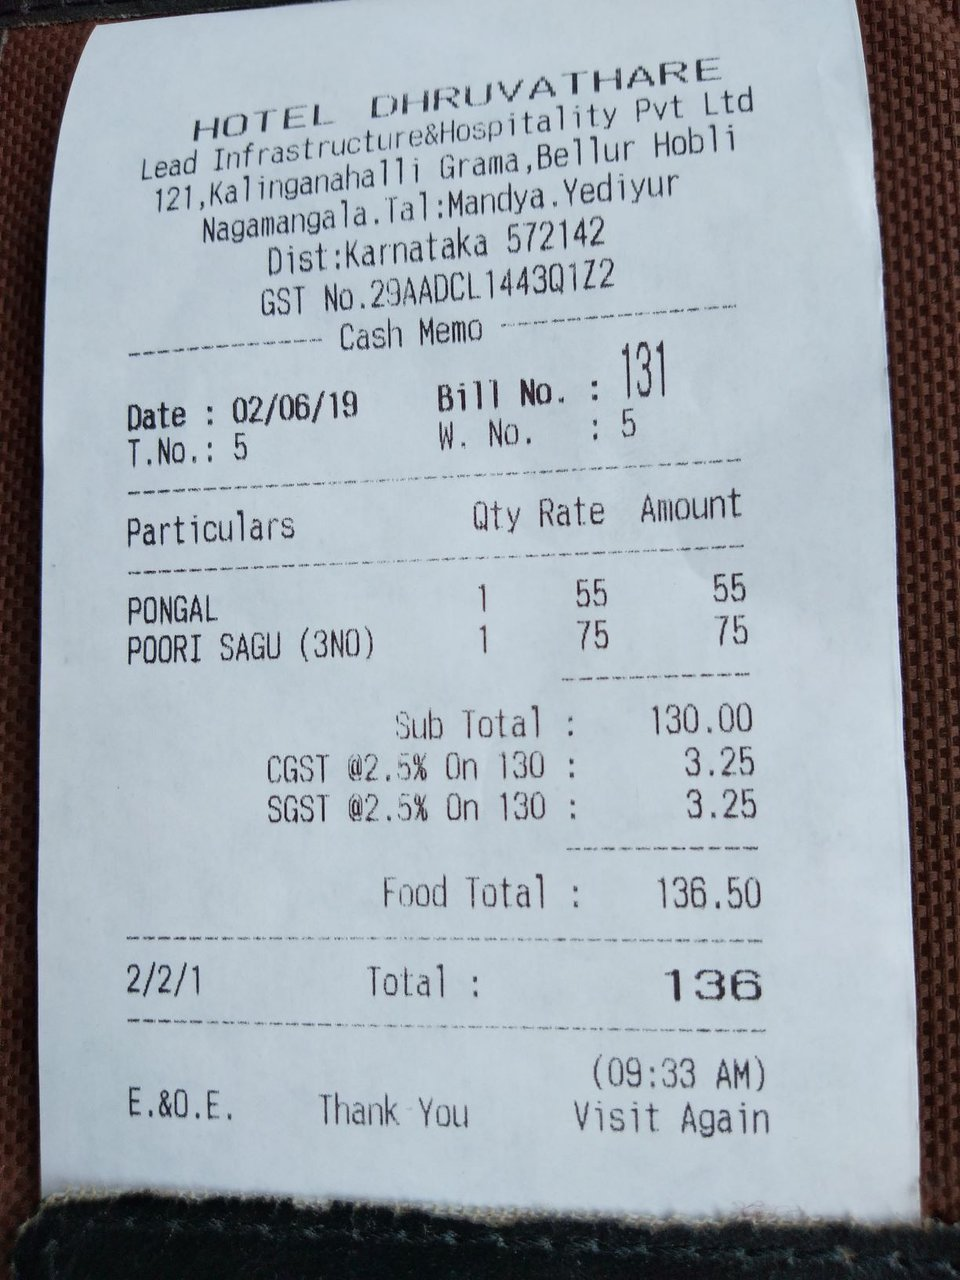 HOTEL DHRUVATHARE
Lead Infrastructure&Hospitality Pvt Ltd
121,Kalinganahalli Grama,Bellur Hobli
Nagamangala.Tal:Mandya.Yediyur
Dist:Karnataka 572142
GST No.29AADCL1443Q1Z2
Cash Memo
Date : 02/06/19 Bill No. : 131
T.No.: 5 W. No. : 5
Particulars Qty Rate Amount
PONGAL 1 55 55
POORI SAGU (3NO) 1 75 75
Sub Total : 130.00
CGST @2.5% On 130 : 3.25
SGST @2.5% On 130 : 3.25
Food Total : 136.50
2/2/1 Total : 136
(09:33 AM)
E.&O.E. Thank You Visit Again